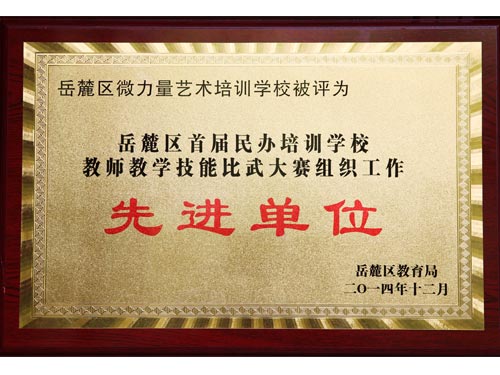 岳麓区微力量艺术培训学校被评为
岳麓区首届民办培训学校
教师教学技能比武大赛组织工作
先进单位
岳麓区教育局
二〇一四年十二月